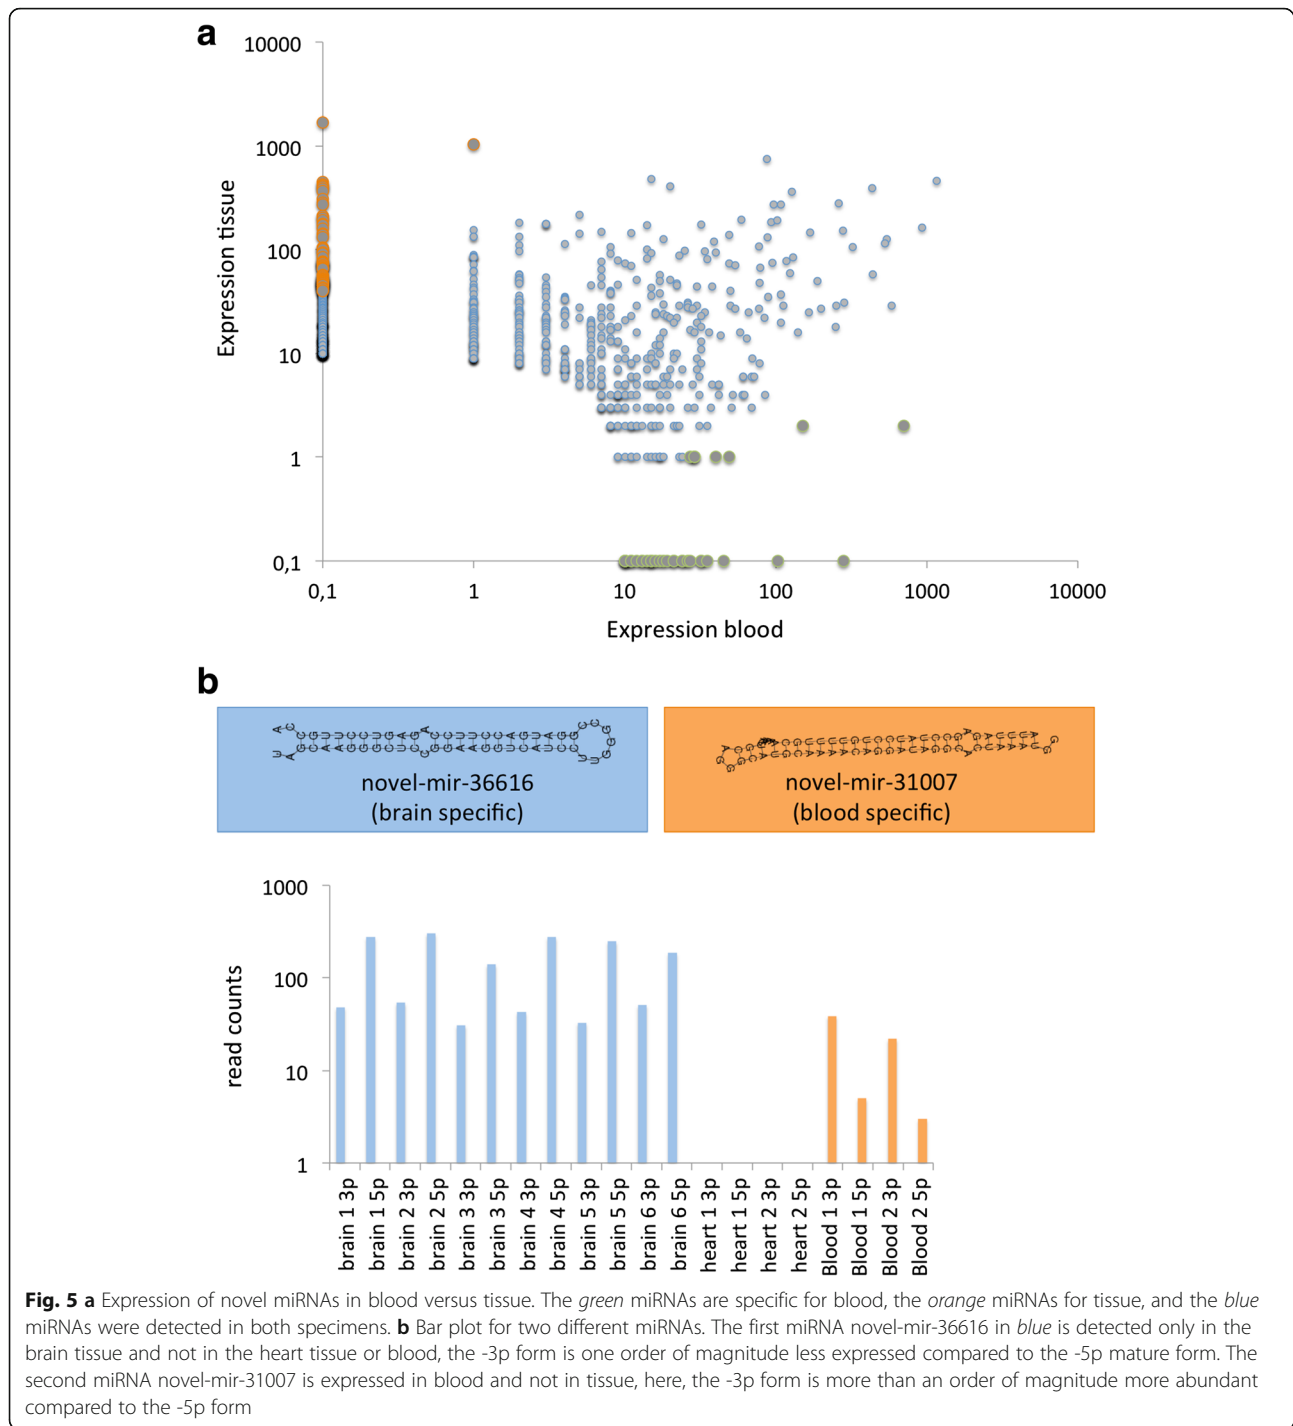 a
10000
1000
100
10
1
0,1
Expression tissue
0,1 1 10 100 1000 10000
Expression blood
b
novel-mir-36616
(brain specific)
novel-mir-31007
(blood specific)
1000
100
10
1
read counts
brain 1 3p
brain 1 5p
brain 2 3p
brain 2 5p
brain 3 3p
brain 3 5p
brain 4 3p
brain 4 5p
brain 5 3p
brain 5 5p
brain 6 3p
brain 6 5p
heart 1 3p
heart 1 5p
heart 2 3p
heart 2 5p
Blood 1 3p
Blood 1 5p
Blood 2 3p
Blood 2 5p
Fig. 5 a Expression of novel miRNAs in blood versus tissue. The green miRNAs are specific for blood, the orange miRNAs for tissue, and the blue
miRNAs were detected in both specimens. b Bar plot for two different miRNAs. The first miRNA novel-mir-36616 in blue is detected only in the
brain tissue and not in the heart tissue or blood, the -3p form is one order of magnitude less expressed compared to the -5p mature form. The
second miRNA novel-mir-31007 is expressed in blood and not in tissue, here, the -3p form is more than an order of magnitude more abundant
compared to the -5p form